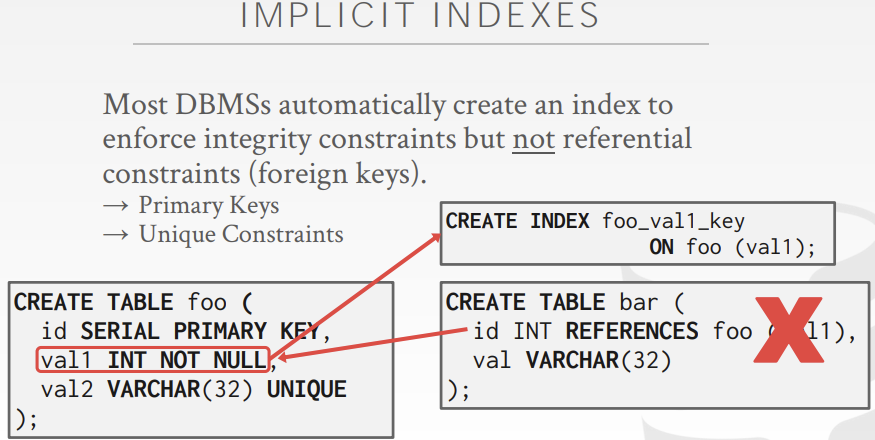 IMPLICIT INDEXES
Most DBMSs automatically create an index to
enforce integrity constraints but not referential
constraints (foreign keys).
→ Primary Keys
→ Unique Constraints
CREATE INDEX foo_val1_key
ON foo (val1);
CREATE TABLE foo (
id SERIAL PRIMARY KEY,
val1 INT NOT NULL,
val2 VARCHAR(32) UNIQUE
);
CREATE TABLE bar (
id INT REFERENCES foo (val1),
val VARCHAR(32)
);